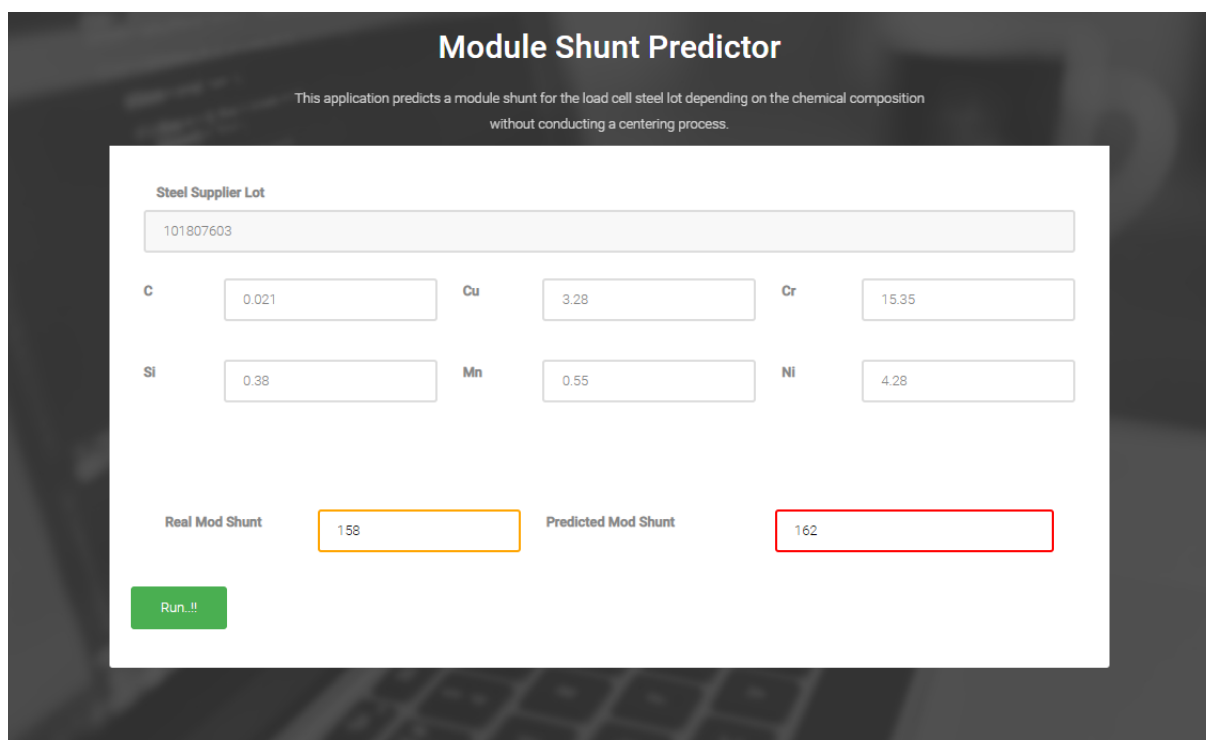 Module Shunt Predictor
This application predicts a module shunt for the load cell steel lot depending on the chemical composition
without conducting a centering process.
Steel Supplier Lot
101807603
C 0.021 Cu 3.28 Cr 15.35
Si 0.38 Mn 0.55 Ni 4.28
Real Mod Shunt 158 Predicted Mod Shunt 162
Run..!!